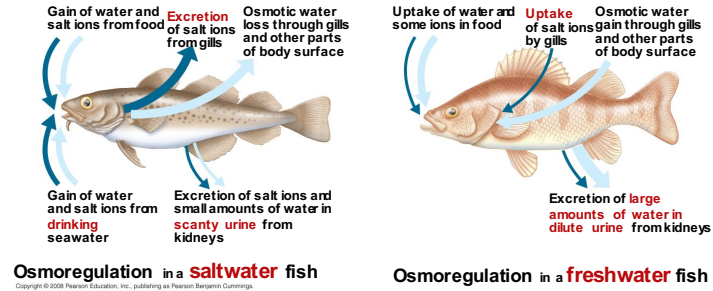 Gain of water and
salt ions from food
Excretion
of salt ions
from gills
Osmotic water
loss through gills
and other parts
of body surface
Uptake of water and
some ions in food
Uptake
of salt ions
by gills
Osmotic water
gain through gills
and other parts
of body surface
Gain of water
and salt ions from
drinking
seawater
Excretion of salt ions and
small amounts of water in
scanty urine from
kidneys
Excretion of large
amounts of water in
dilute urine from kidneys
Osmoregulation in a saltwater fish
Osmoregulation in a freshwater fish
Copyright © 2008 Pearson Education, Inc., publishing as Pearson Benjamin Cummings.